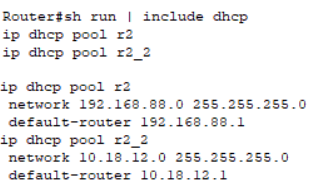 Router#sh run | include dhcp
ip dhcp pool r2
ip dhcp pool r2_2
ip dhcp pool r2
network 192.168.88.0 255.255.255.0
default-router 192.168.88.1
ip dhcp pool r2_2
network 10.18.12.0 255.255.255.0
default-router 10.18.12.1